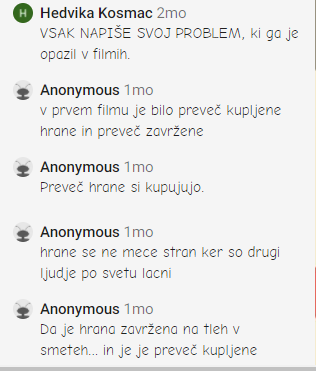 H Hedvika Kosmac 2mo
VSAK NAPIŠE SVOJ PROBLEM, ki ga je
opazil v filmih.
Anonymous 1mo
v prvem filmu je bilo preveč kupljene
hrane in preveč zavržene
Anonymous 1mo
Preveč hrane si kupujujo.
Anonymous 1mo
hrane se ne mece stran ker so drugi
ljudje po svetu lacni
Anonymous 1mo
Da je hrana zavržena na tleh v
smeteh... in je je preveč kupljene